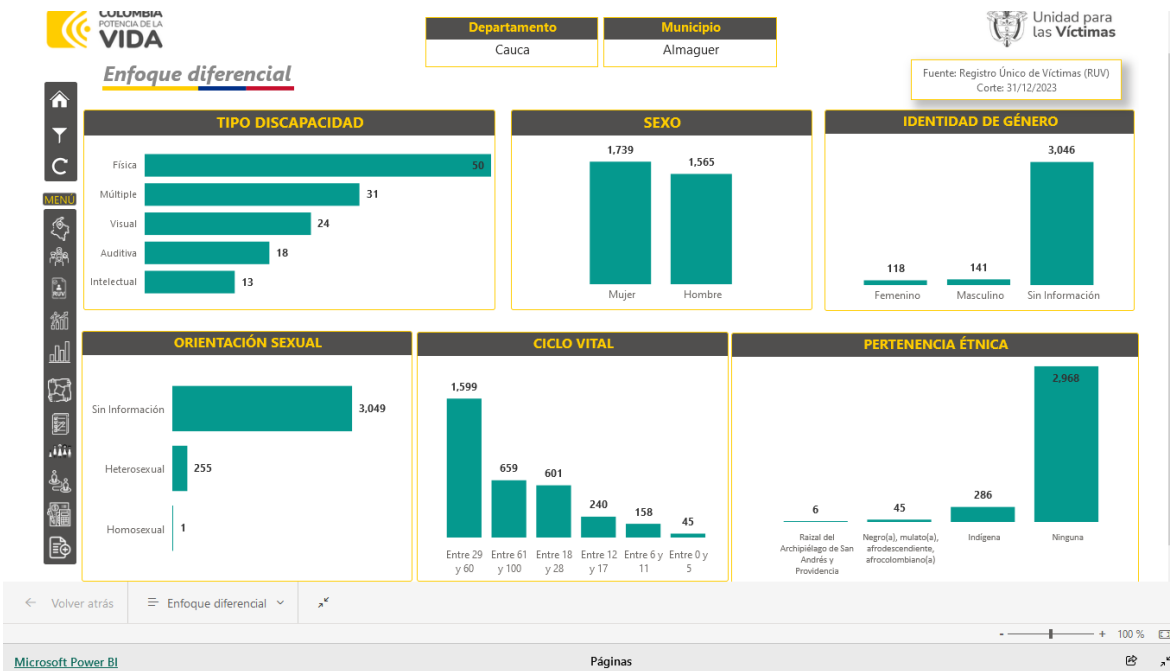 COLOMBIA
POTENCIA DE LA
VIDA
Departamento
Cauca
Municipio
Almaguer
Unidad para
las Víctimas
Enfoque diferencial
Fuente: Registro Único de Víctimas (RUV)
Corte: 31/12/2023
MENÚ
RUV
TIPO DISCAPACIDAD
Física 50
Múltiple 31
Visual 24
Auditiva 18
Intelectual 13
SEXO
1,739
1,565
Mujer Hombre
IDENTIDAD DE GÉNERO
3,046
118
141
Femenino Masculino Sin Información
ORIENTACIÓN SEXUAL
Sin Información 3,049
Heterosexual 255
Homosexual 1
CICLO VITAL
1,599
659
601
240
158
45
Entre 29 Entre 61 Entre 18 Entre 12 Entre 6 y Entre 0 y
y 60 y 100 y 28 y 17 11 5
PERTENENCIA ÉTNICA
2,968
286
45
6
Raizal del
Archipiélago de San
Andrés y
Providencia
Negro(a), mulato(a),
afrodescendiente,
afrocolombiano(a)
Indígena
Ninguna
Volver atrás
Enfoque diferencial
- + 100 %
Microsoft Power BI
Páginas